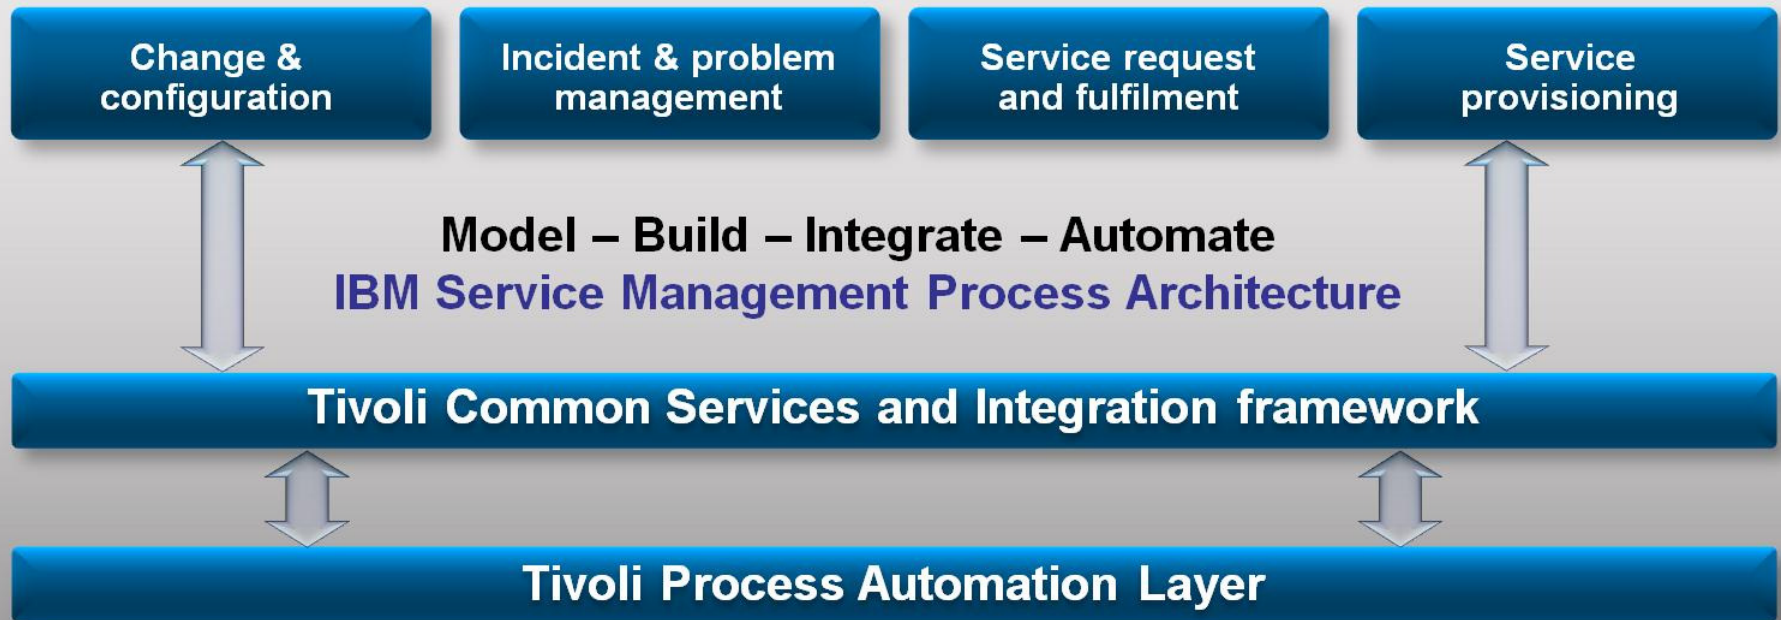 Change &
configuration
Incident & problem
management
Service request
and fulfilment
Service
provisioning
Model – Build – Integrate – Automate
IBM Service Management Process Architecture
Tivoli Common Services and Integration framework
Tivoli Process Automation Layer